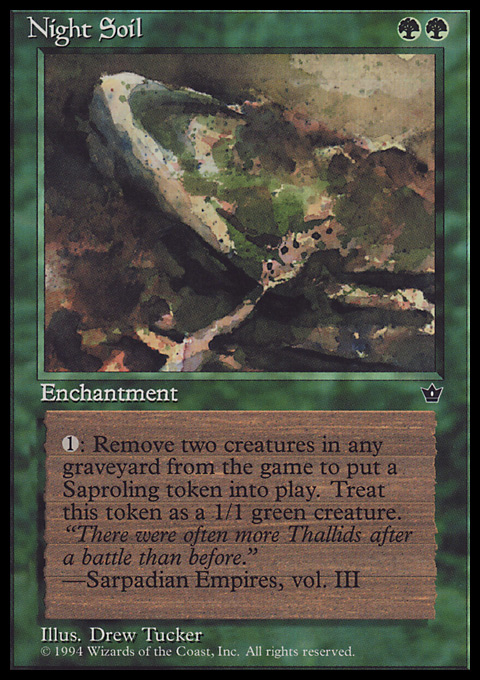 Night Soil
Enchantment
1: Remove two creatures in any
graveyard from the game to put a
Saproling token into play. Treat
this token as a 1/1 green creature.
“There were often more Thallids after
a battle than before.”
—Sarpadian Empires, vol. III
Illus. Drew Tucker
© 1994 Wizards of the Coast, Inc. All rights reserved.